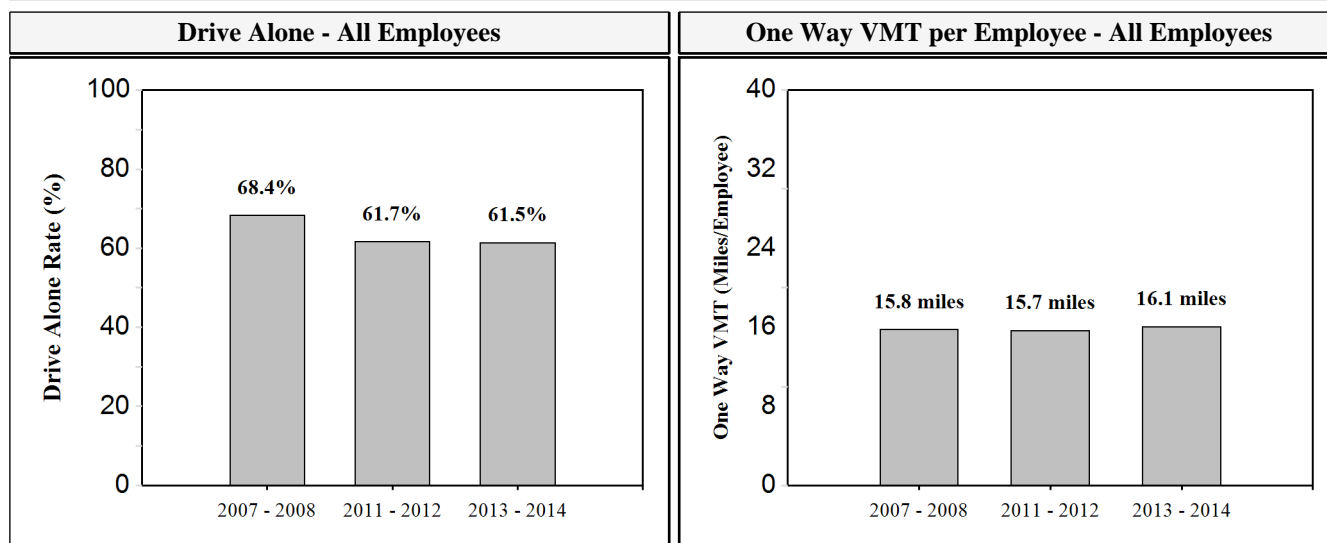 Drive Alone - All Employees
One Way VMT per Employee - All Employees
Drive Alone Rate (%)
100
80
60
40
20
0
68.4%
61.7%
61.5%
2007 - 2008
2011 - 2012
2013 - 2014
One Way VMT (Miles/Employee)
40
32
24
16
8
0
15.8 miles
15.7 miles
16.1 miles
2007 - 2008
2011 - 2012
2013 - 2014